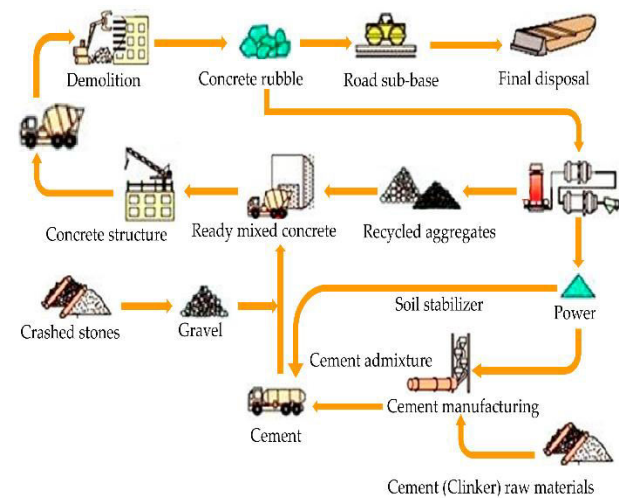 Demolition
Concrete rubble
Road sub-base
Final disposal
Concrete structure
Ready mixed concrete
Recycled aggregates
Crashed stones
Gravel
Soil stabilizer
Power
Cement admixture
Cement manufacturing
Cement
Cement (Clinker) raw materials